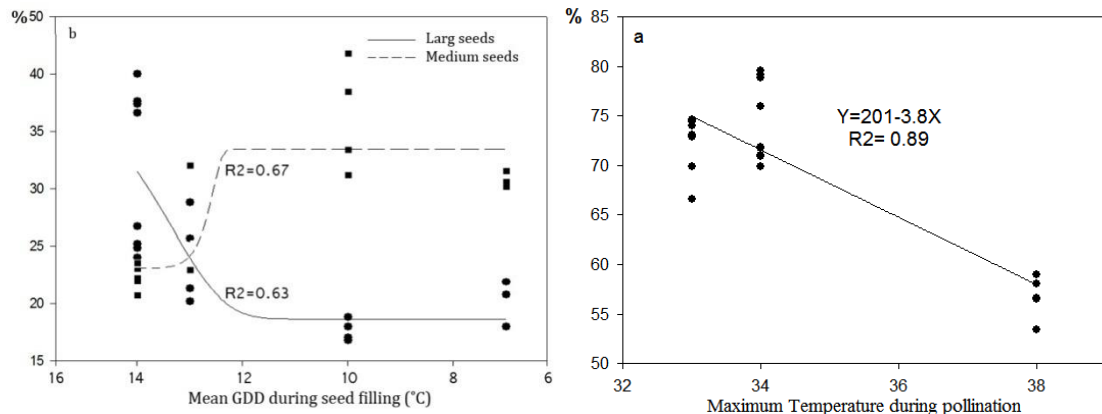 %
50
45
40
35
30
25
20
15
b
Larg seeds
Medium seeds
R2=0.67
R2=0.63
16
14
12
10
8
6
Mean GDD during seed filling (°C)
%
85
80
75
70
65
60
55
50
a
Y=201-3.8X
R2= 0.89
32
34
36
38
Maximum Temperature during pollination